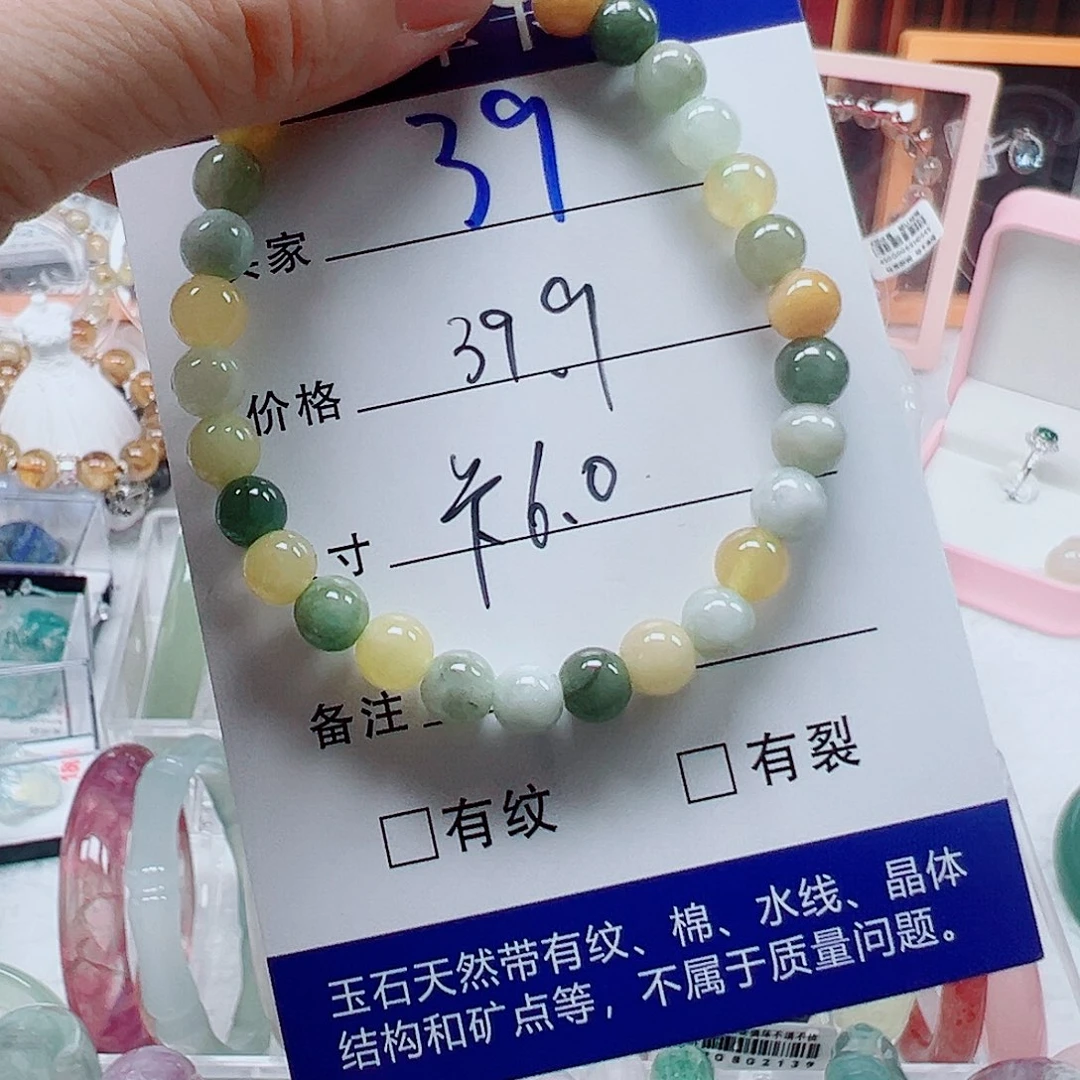 39
家
价格 399
寸 羊6.0
备注
有纹 有裂
玉石天然带有纹、棉、水线、晶体
结构和矿点等，不属于质量问题。